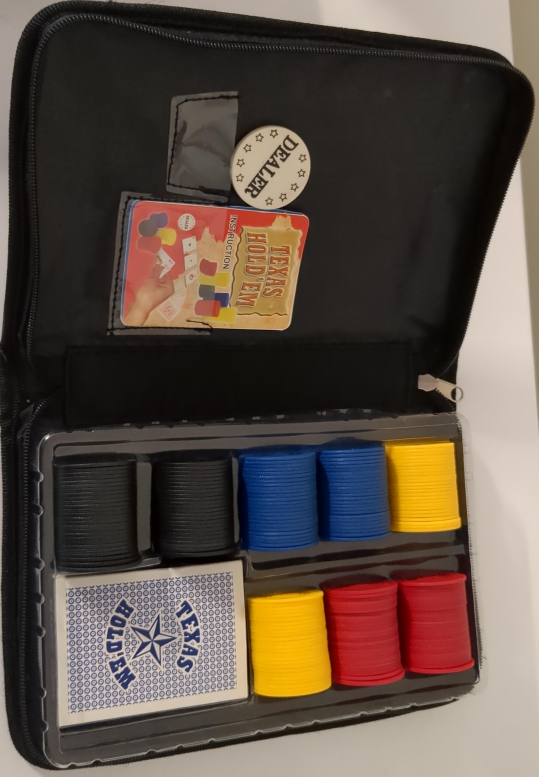 DEALER
TEXAS
HOLD'EM
INSTRUCTION
TEXAS
HOLD'EM